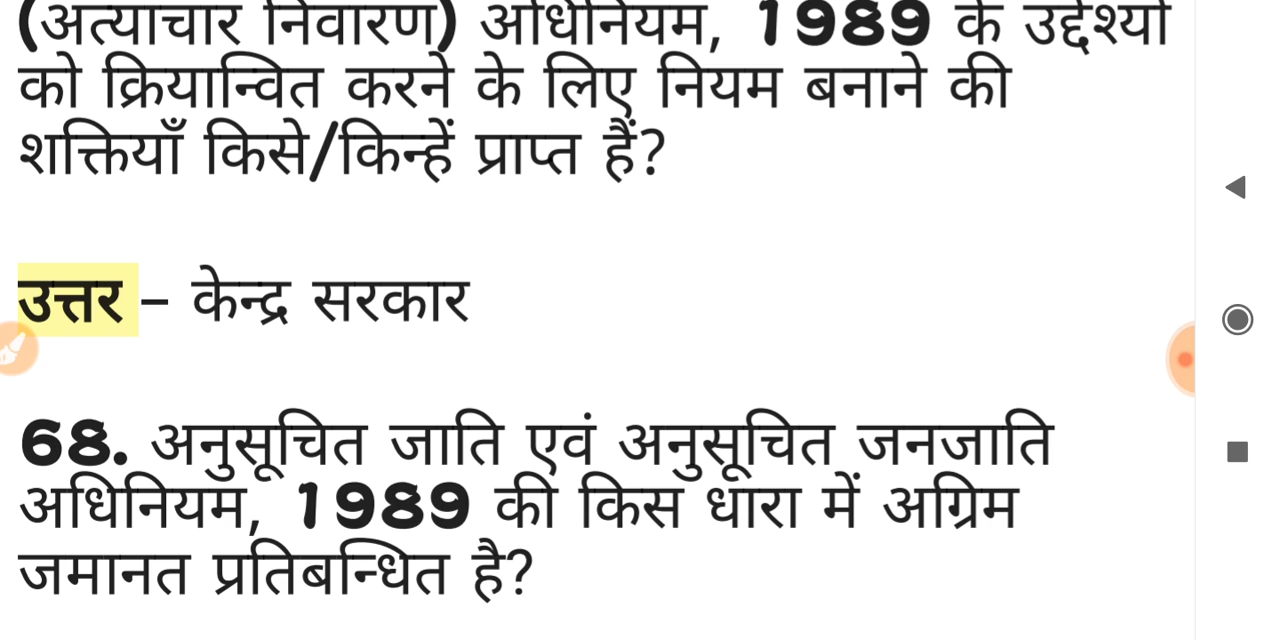 (अत्याचार निवारण) अधिनियम, 1989 के उद्देश्यों
को क्रियान्वित करने के लिए नियम बनाने की
शक्तियाँ किसे/किन्हें प्राप्त हैं?
उत्तर – केन्द्र सरकार
68. अनुसूचित जाति एवं अनुसूचित जनजाति
अधिनियम, 1989 की किस धारा में अग्रिम
जमानत प्रतिबन्धित है?